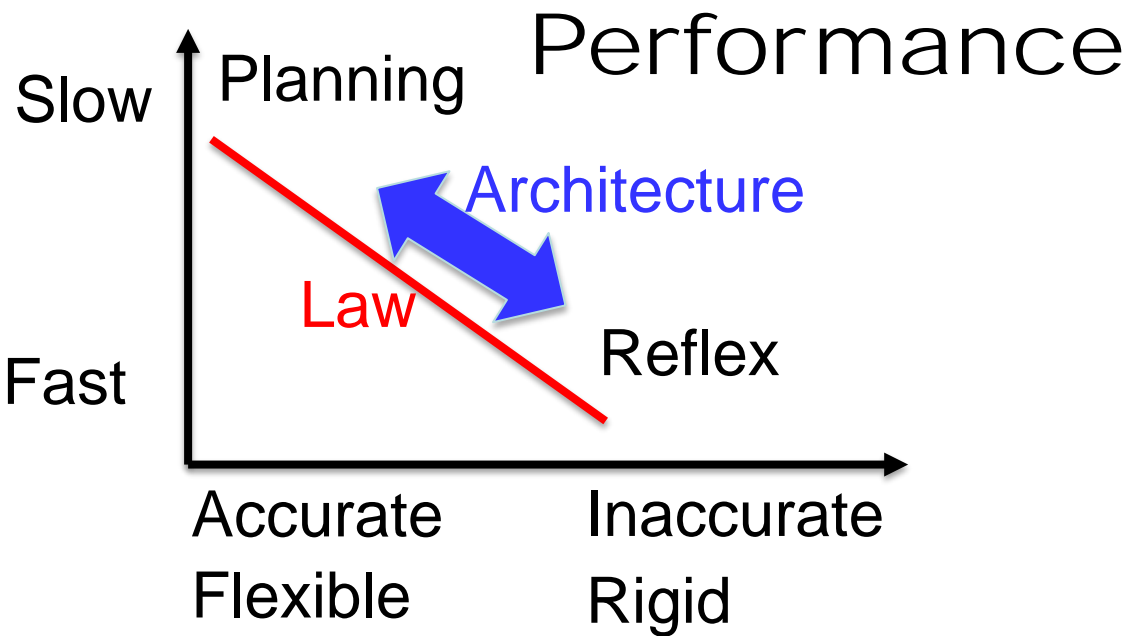 Performance
Planning
Slow
Architecture
Law
Reflex
Fast
Accurate
Inaccurate
Flexible
Rigid